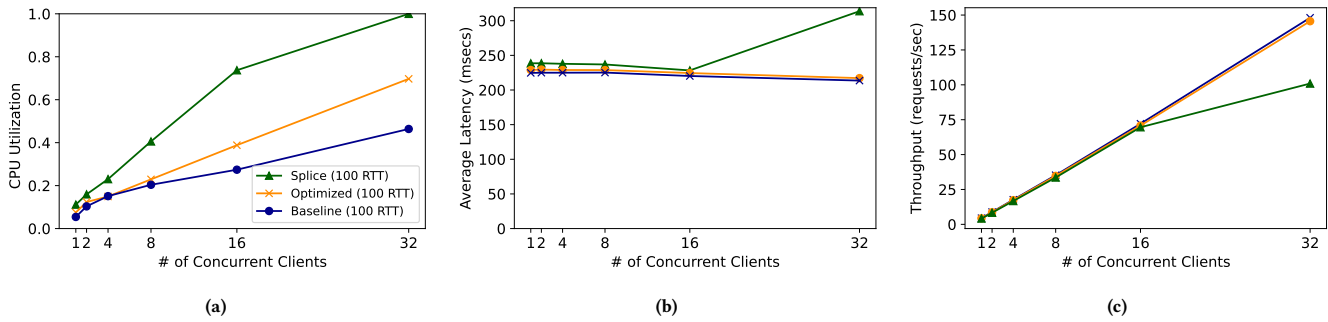 1.0
0.8
0.6
0.4
0.2
0.0
CPU Utilization
1 2 4 8 16 32
# of Concurrent Clients
Splice (100 RTT)
Optimized (100 RTT)
Baseline (100 RTT)
(a)
300
250
200
150
100
50
0
Average Latency (msecs)
1 2 4 8 16 32
# of Concurrent Clients
(b)
150
125
100
75
50
25
0
Throughput (requests/sec)
1 2 4 8 16 32
# of Concurrent Clients
(c)